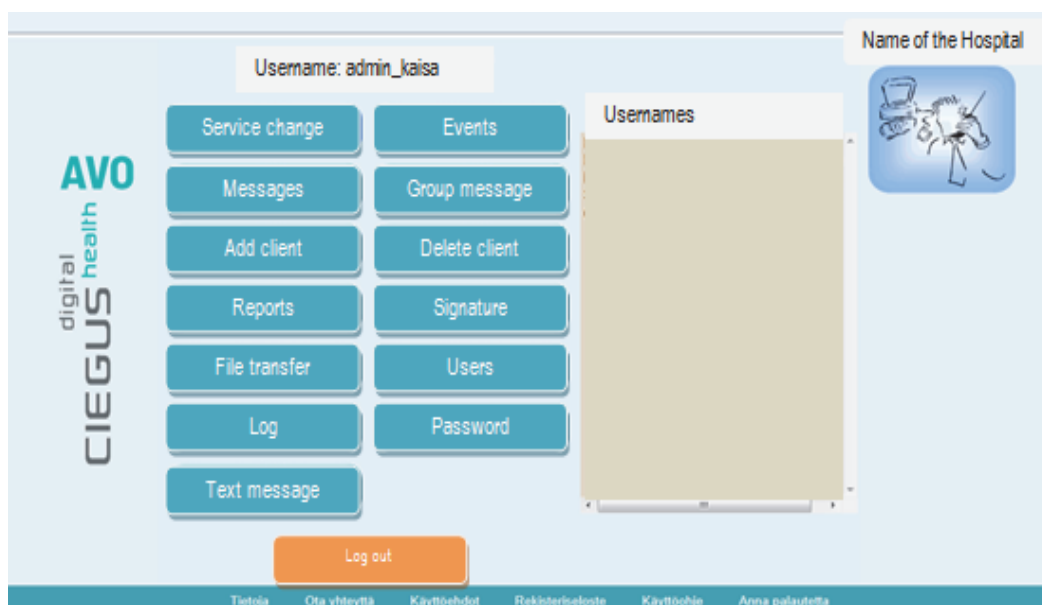 Name of the Hospital
Username: admin_kaisa
Usernames
Service change
Events
Messages
Group message
Add client
Delete client
Reports
Signature
File transfer
Users
Log
Password
Text message
Log out
AVO
digital
health
CIEGUS
Tietoja Ota yhteyttä Käyttöehdot Rekisteriseloste Käyttöohje Anna palautetta